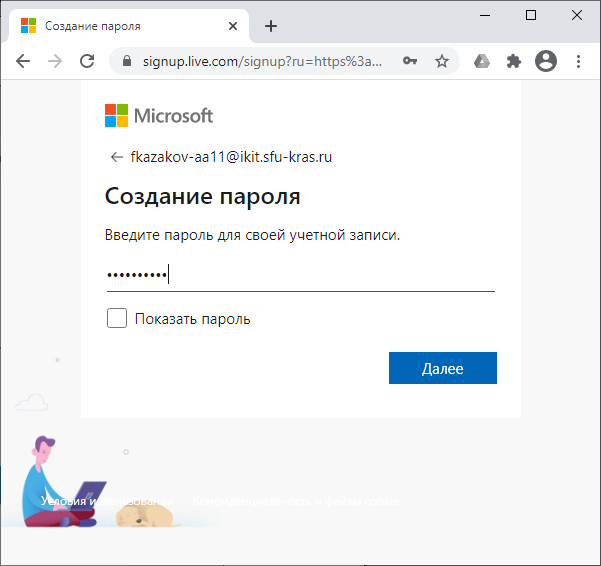 Создание пароля
signup.live.com/signup?ru=https%3a...
Microsoft
fkazakov-aa11@ikit.sfu-kras.ru
Создание пароля
Введите пароль для своей учетной записи.
••••••••••
Показать пароль
Далее
Условия использования Конфиденциальность и файлы cookie